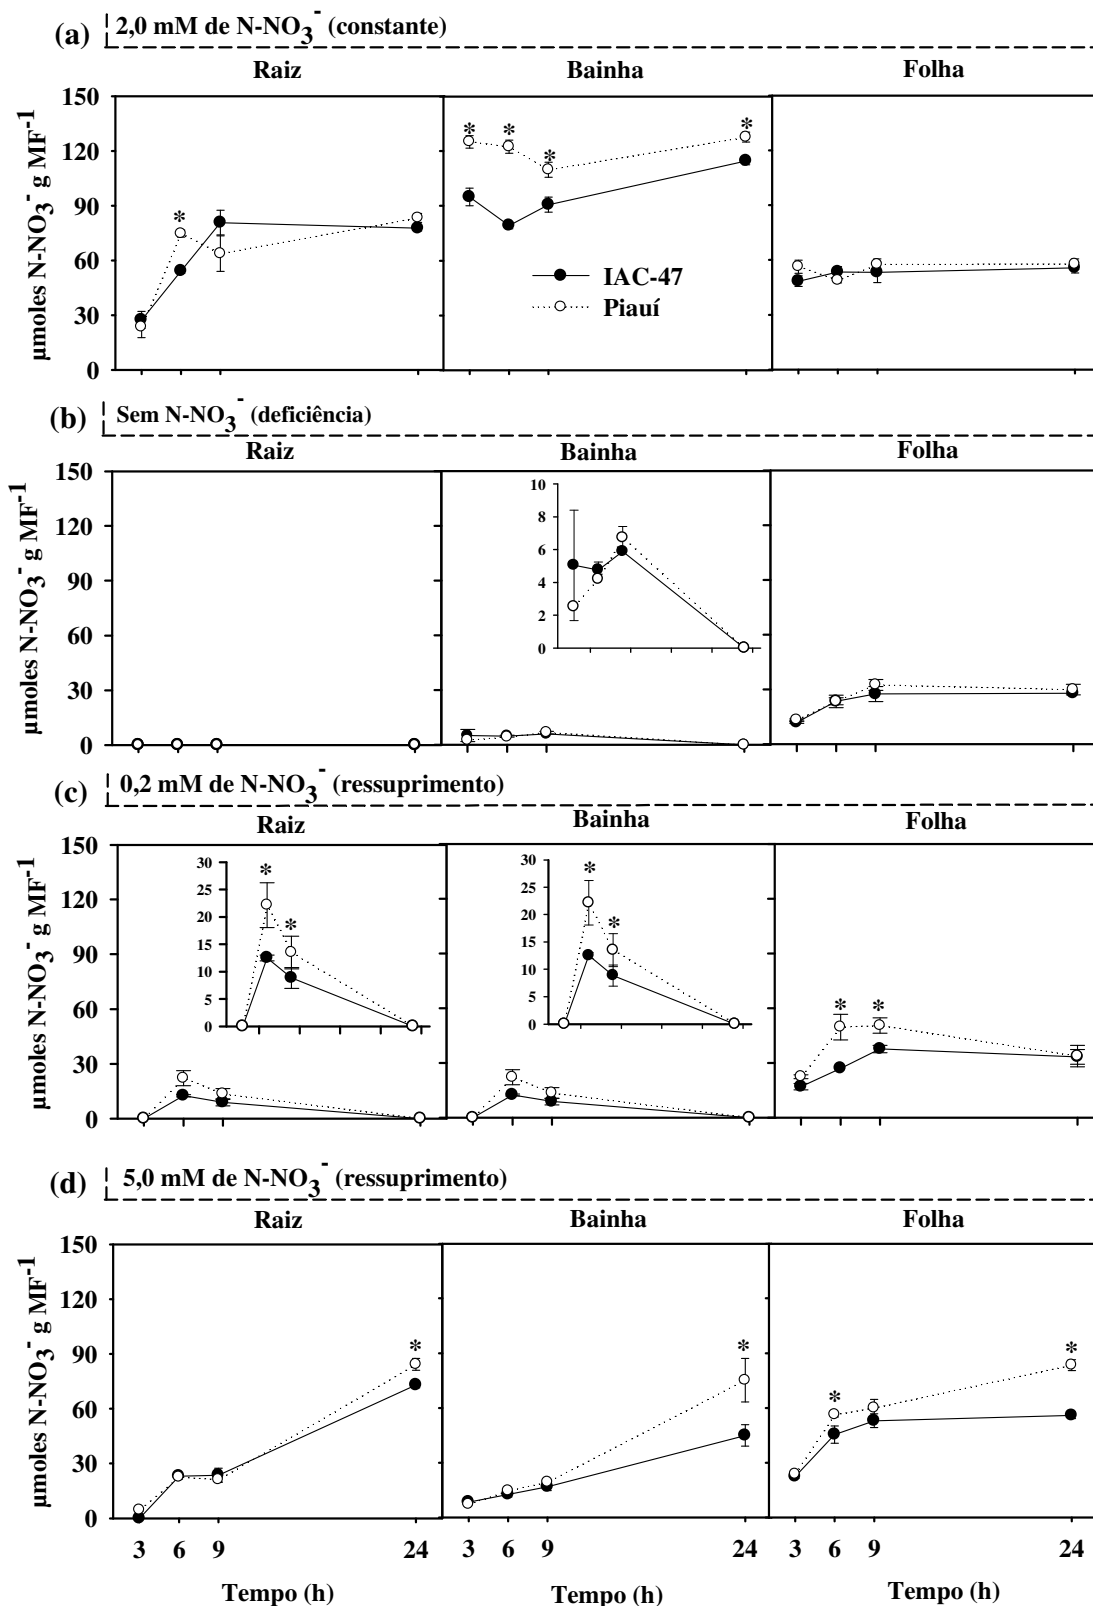 (a) 2,0 mM de N-NO3- (constante)
Raiz Bainha Folha
µmoles N-NO3- g MF-1
150
120
90
60
30
0
* * * * *
IAC-47
Piauí
(b) Sem N-NO3- (deficiência)
Raiz Bainha Folha
µmoles N-NO3- g MF-1
150
120
90
60
30
0
10
8
6
4
2
0
(c) 0,2 mM de N-NO3- (ressuprimento)
Raiz Bainha Folha
µmoles N-NO3- g MF-1
150
120
90
60
30
0
30
25
20
15
10
5
0
* *
30
25
20
15
10
5
0
* *
* *
(d) 5,0 mM de N-NO3- (ressuprimento)
Raiz Bainha Folha
µmoles N-NO3- g MF-1
150
120
90
60
30
0
* * * *
3 6 9 24 3 6 9 24 3 6 9 24
Tempo (h) Tempo (h) Tempo (h)